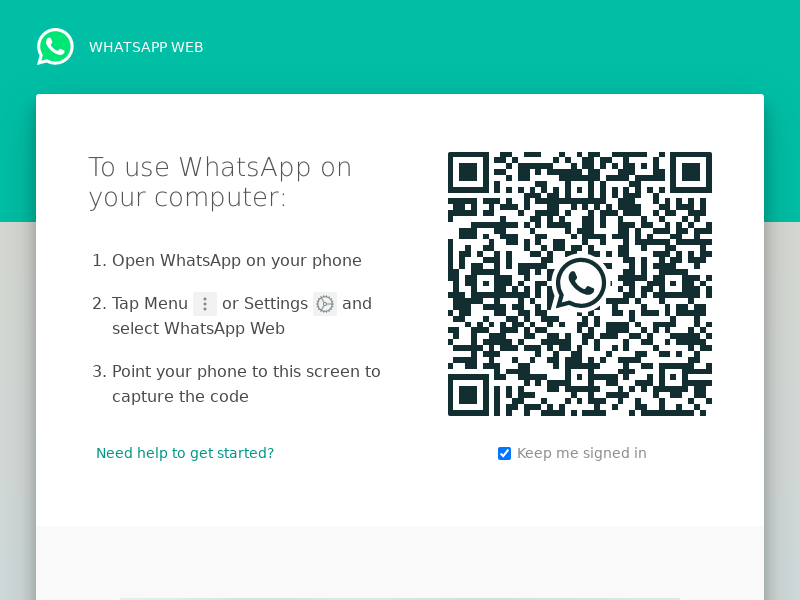 WHATSAPP WEB
To use WhatsApp on
your computer:
1. Open WhatsApp on your phone
2. Tap Menu or Settings and
select WhatsApp Web
3. Point your phone to this screen to
capture the code
Need help to get started?
Keep me signed in